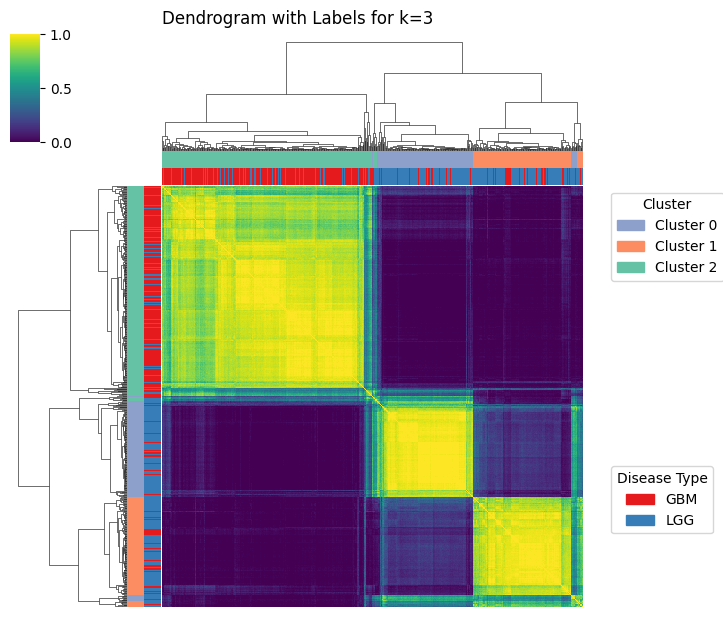 Dendrogram with Labels for k=3
1.0
0.5
0.0
Cluster
Cluster 0
Cluster 1
Cluster 2
Disease Type
GBM
LGG